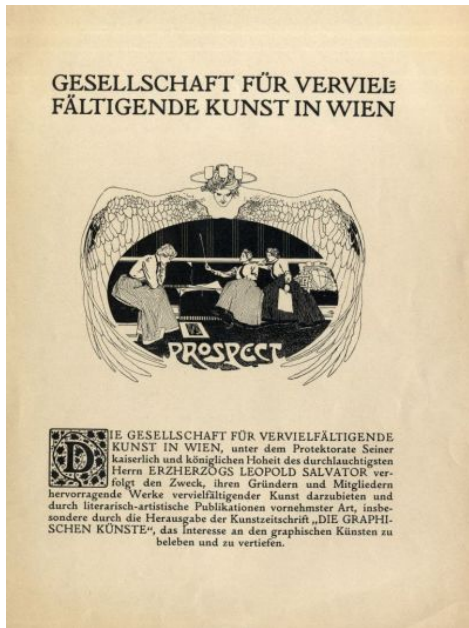 GESELLSCHAFT FÜR VERVIEL=
FÄLTIGENDE KUNST IN WIEN
PROSPECT
DIE GESELLSCHAFT FÜR VERVIELFÄLTIGENDE
KUNST IN WIEN, unter dem Protektorate Seiner
kaiserlich und königlichen Hoheit des durchlauchtigsten
Herrn ERZHERZOGS LEOPOLD SALVATOR ver-
folgt den Zweck, ihren Gründern und Mitgliedern
hervorragende Werke vervielfältigender Kunst darzubieten und
durch literarisch-artistische Publikationen vornehmster Art, insbe-
sondere durch die Herausgabe der Kunstzeitschrift „DIE GRAPHI-
SCHEN KÜNSTE“, das Interesse an den graphischen Künsten zu
beleben und zu vertiefen.